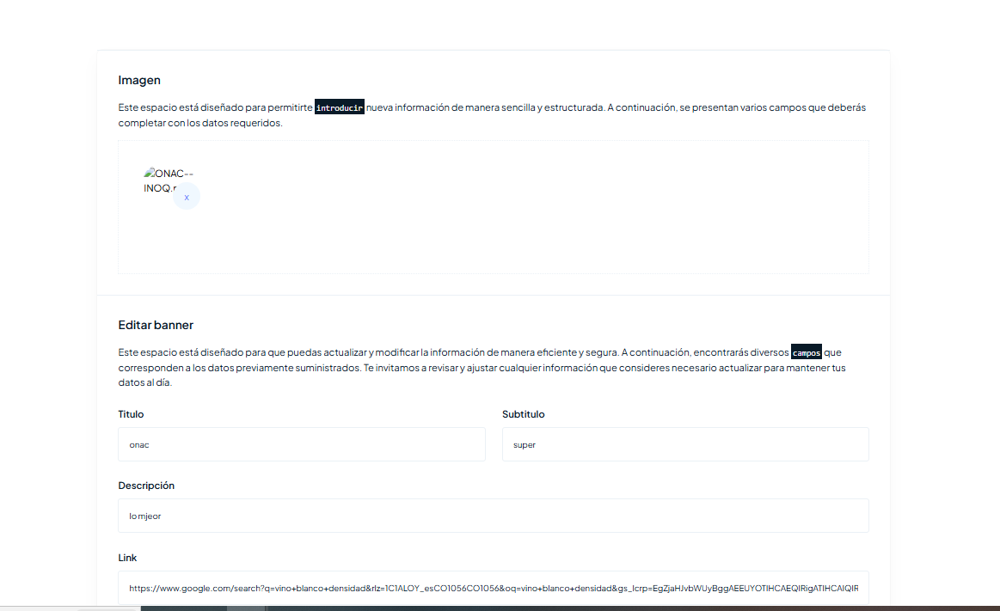 Imagen
Este espacio está diseñado para permitirte introducir nueva información de manera sencilla y estructurada. A continuación, se presentan varios campos que deberás
completar con los datos requeridos.
ONAC--
INOQ.
x
Editar banner
Este espacio está diseñado para que puedas actualizar y modificar la información de manera eficiente y segura. A continuación, encontrarás diversos campos que
corresponden a los datos previamente suministrados. Te invitamos a revisar y ajustar cualquier información que consideres necesario actualizar para mantener tus
datos al día.
Titulo
Subtitulo
onac
super
Descripción
lo mjeor
Link
https://www.google.com/search?q=vino+blanco+densidad&rlz=1C1ALOY_esCO1056CO1056&oq=vino+blanco+densidad&gs_lcrp=EgZjaHJvbWUyBggAEEUYOTIHCAEQIRigATIHCAIQIR